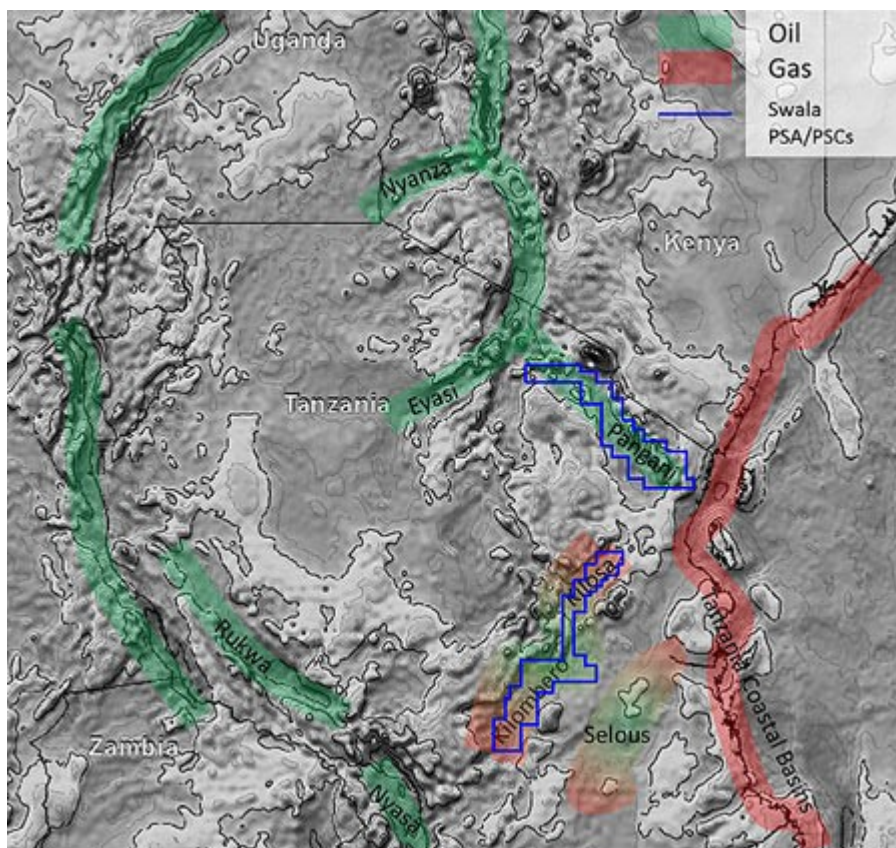 Uganda
Oil
Gas
Swala
PSA/PSCs
Nyanza
Kenya
Tanzania
Eyasi
Pangani
Kilosa
Rukwa
Kilombero
Tanzania Coastal Basins
Selous
Zambia
Nyasa